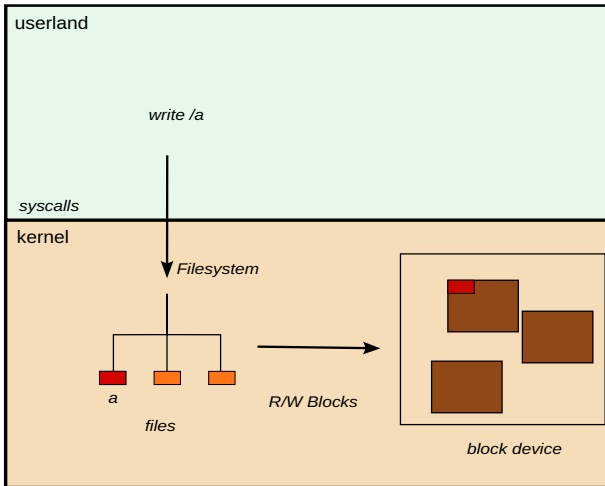 userland
write /a
syscalls
kernel
Filesystem
a
R/W Blocks
files
block device